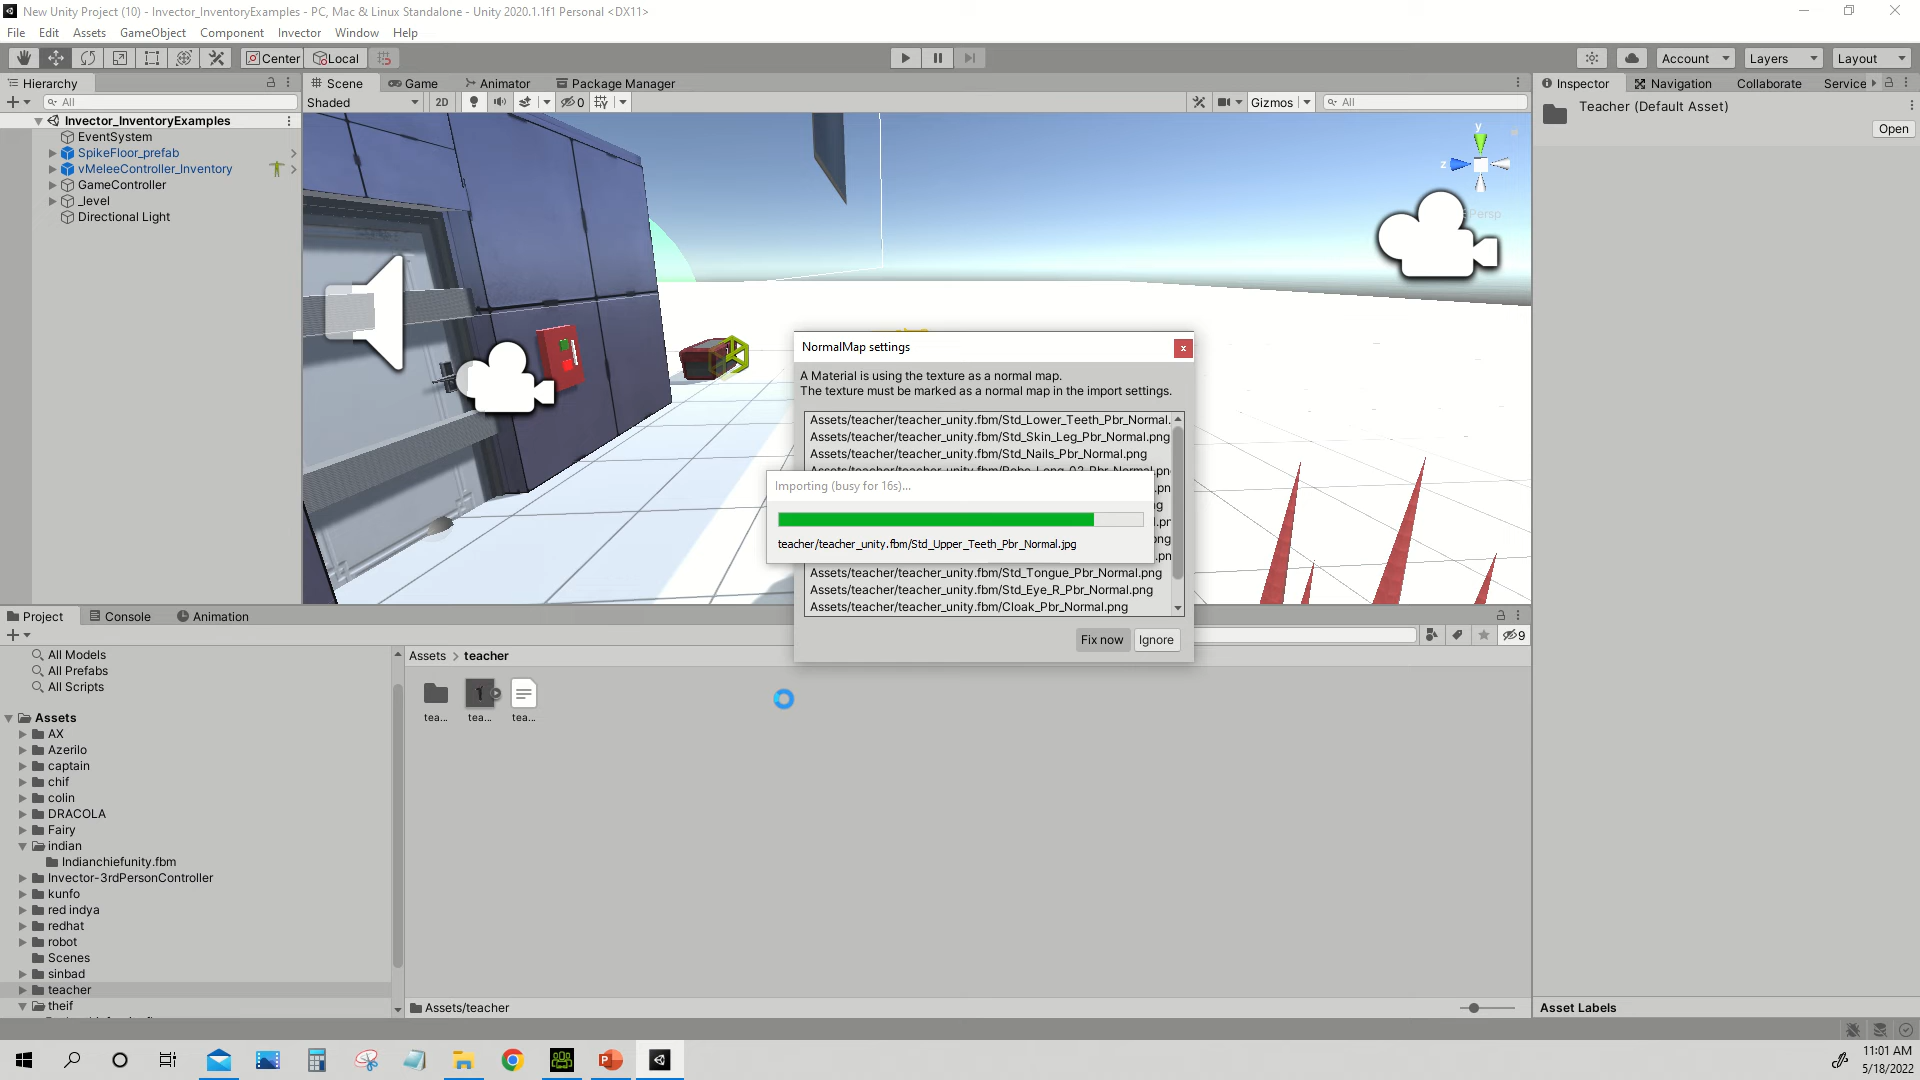 New Unity Project (10) - Invector_InventoryExamples - PC, Mac & Linux Standalone - Unity 2020.1.1f1 Personal <DX11>
File Edit Assets GameObject Component Invector Window Help
Center Local Account Layers Layout
Hierarchy Scene Game Animator Package Manager Inspector Navigation Collaborate Service
All Shaded 2D 0 Gizmos All Teacher (Default Asset)
Open
Invector_InventoryExamples
EventSystem
SpikeFloor_prefab
vMeleeController_Inventory
GameController
_level
Directional Light
y
z
Persp
NormalMap settings
x
A Material is using the texture as a normal map.
The texture must be marked as a normal map in the import settings.
Assets/teacher/teacher_unity.fbm/Std_Lower_Teeth_Pbr_Normal.
Assets/teacher/teacher_unity.fbm/Std_Skin_Leg_Pbr_Normal.png
Assets/teacher/teacher_unity.fbm/Std_Nails_Pbr_Normal.png
Importing (busy for 16s)...
teacher/teacher_unity.fbm/Std_Upper_Teeth_Pbr_Normal.jpg
Assets/teacher/teacher_unity.fbm/Std_Tongue_Pbr_Normal.png
Assets/teacher/teacher_unity.fbm/Std_Eye_R_Pbr_Normal.png
Assets/teacher/teacher_unity.fbm/Cloak_Pbr_Normal.png
Fix now Ignore
Project Console Animation
9
All Models
All Prefabs
All Scripts
Assets > teacher
tea... tea... tea...
Assets
AX
Azerilo
captain
chif
colin
DRACOLA
Fairy
indian
Indianchiefunity.fbm
Invector-3rdPersonController
kunfo
red indya
redhat
robot
Scenes
sinbad
teacher
theif
Assets/teacher
Asset Labels
11:01 AM
5/18/2022